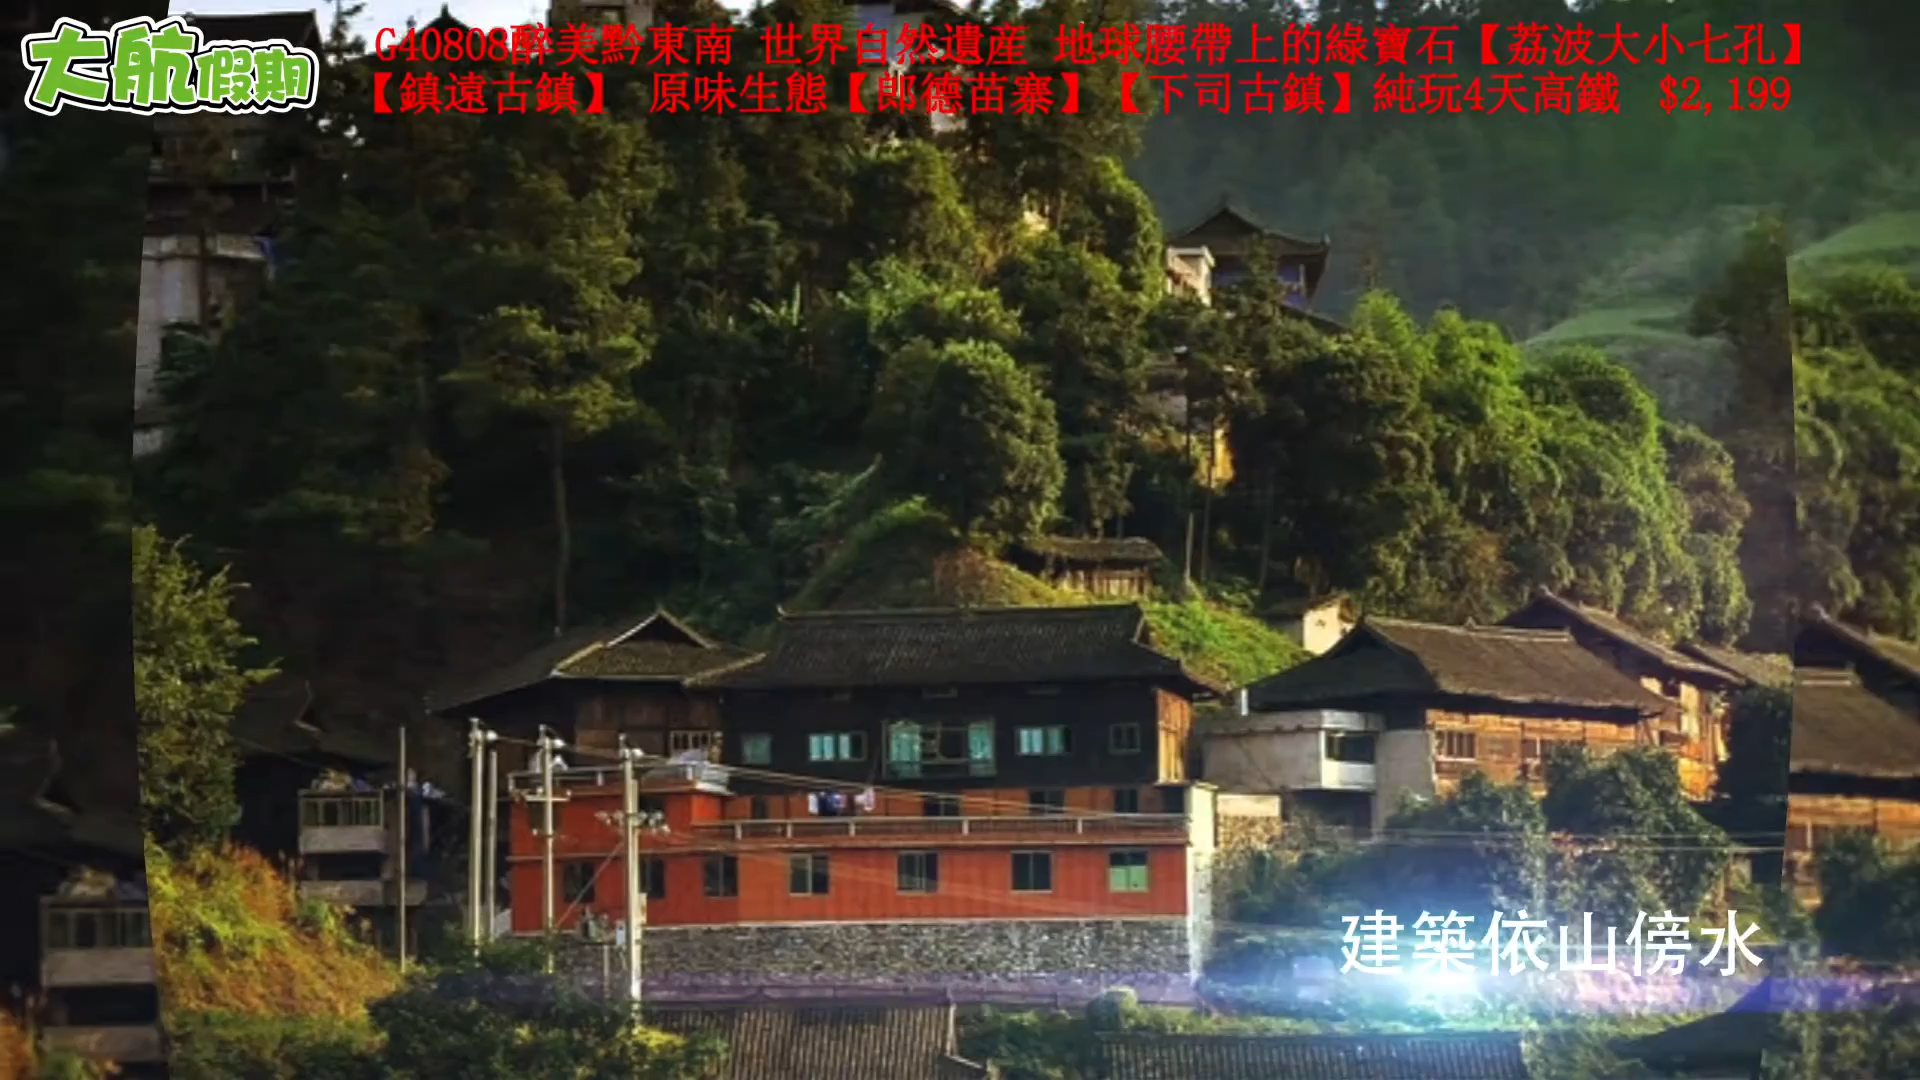 大航假期
G40808醉美黔東南 世界自然遺産 地球腰帶上的綠寶石【荔波大小七孔】
【鎮遠古鎮】 原味生態【郎德苗寨】【下司古鎮】純玩4天高鐵 $2,199
建築依山傍水